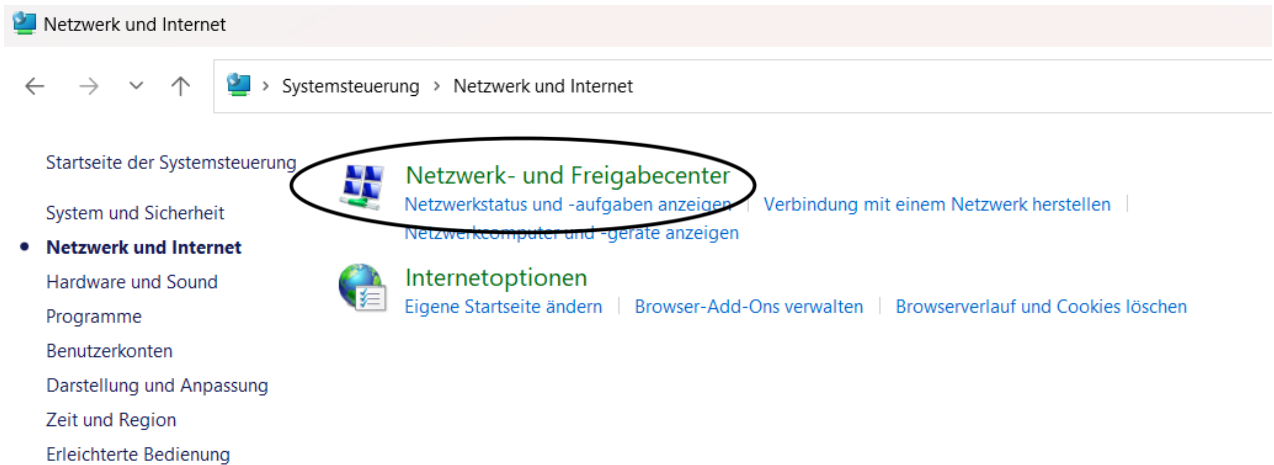 Netzwerk und Internet
Systemsteuerung > Netzwerk und Internet
Startseite der Systemsteuerung
System und Sicherheit
Netzwerk und Internet
Hardware und Sound
Programme
Benutzerkonten
Darstellung und Anpassung
Zeit und Region
Erleichterte Bedienung
Netzwerk- und Freigabecenter
Netzwerkstatus und -aufgaben anzeigen | Verbindung mit einem Netzwerk herstellen |
Netzwerkcomputer und -geräte anzeigen
Internetoptionen
Eigene Startseite ändern | Browser-Add-Ons verwalten | Browserverlauf und Cookies löschen